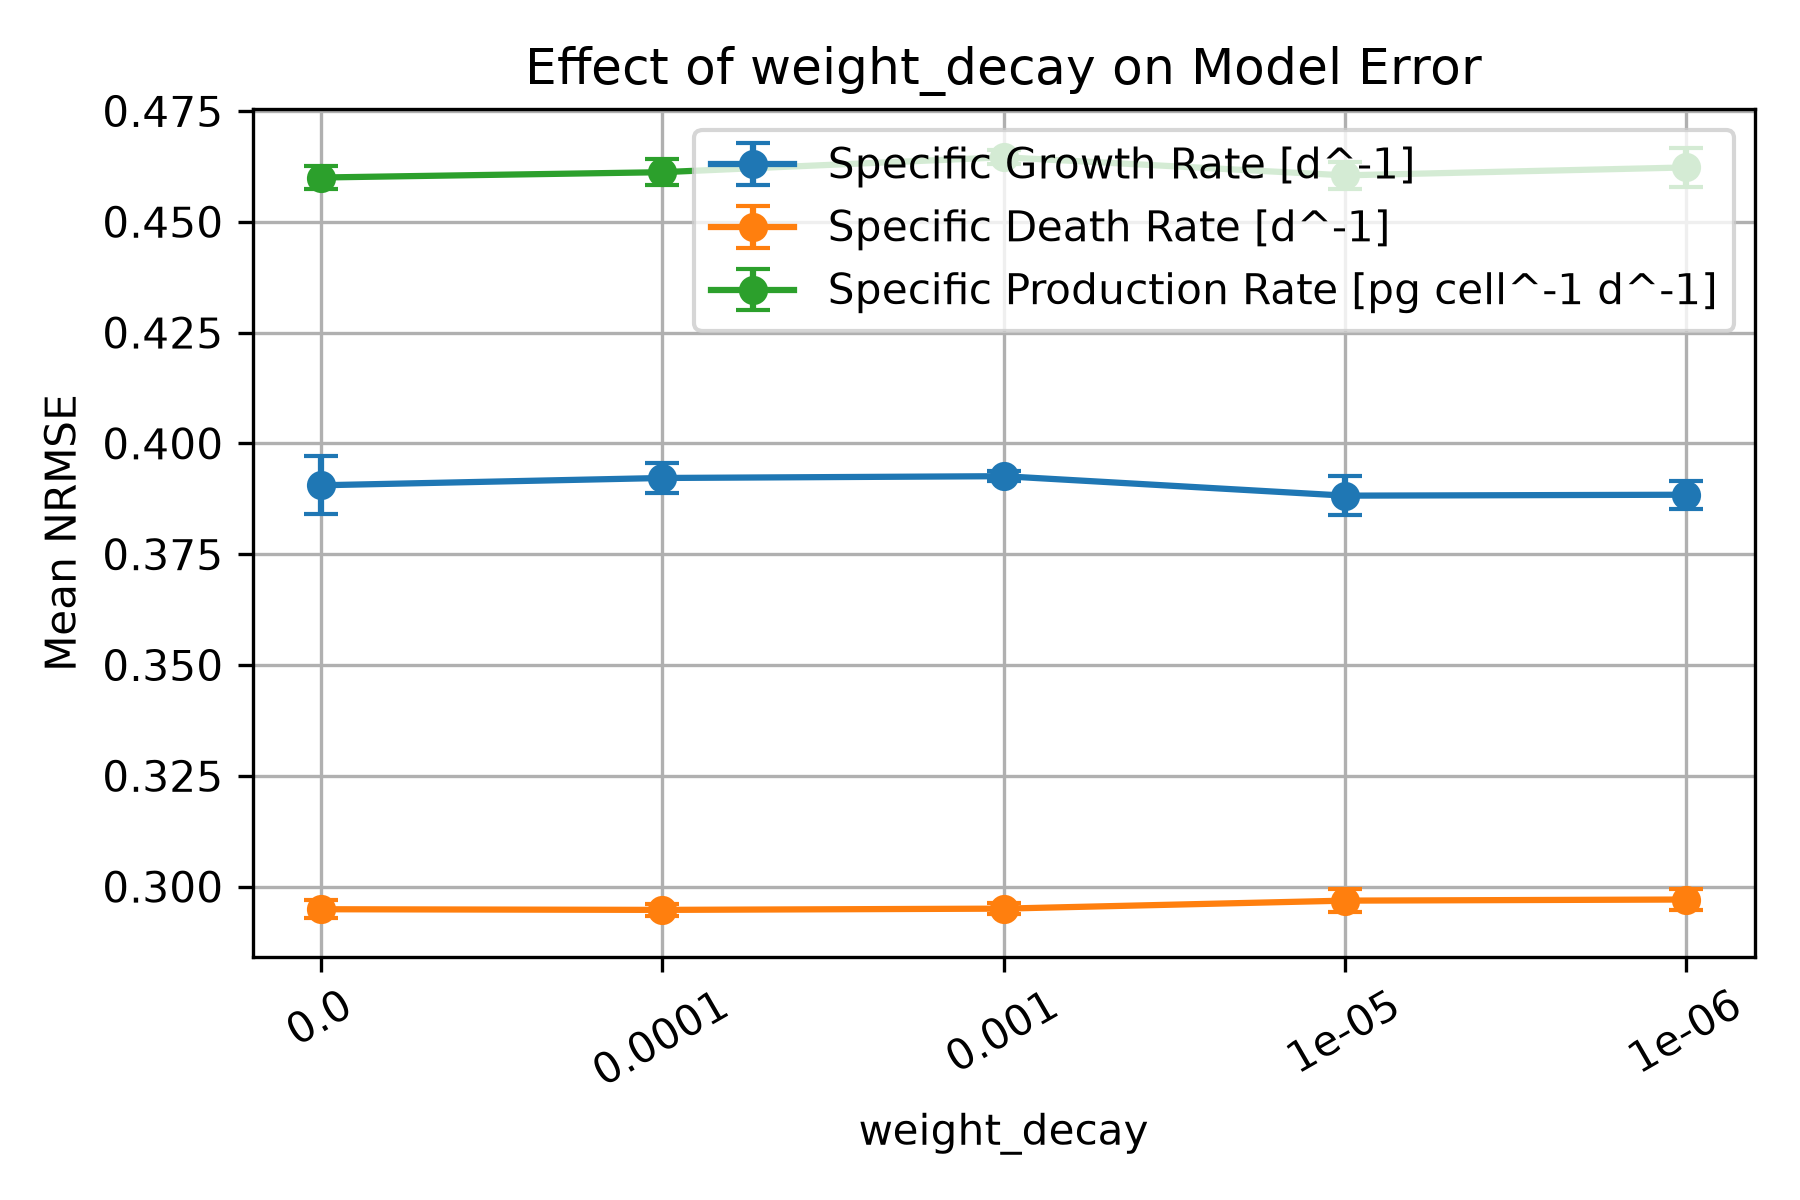 Effect of weight_decay on Model Error
0.475
0.450
0.425
0.400
0.375
0.350
0.325
0.300
Mean NRMSE
Specific Growth Rate [d^-1]
Specific Death Rate [d^-1]
Specific Production Rate [pg cell^-1 d^-1]
0.0
0.0001
0.001
1e-05
1e-06
weight_decay